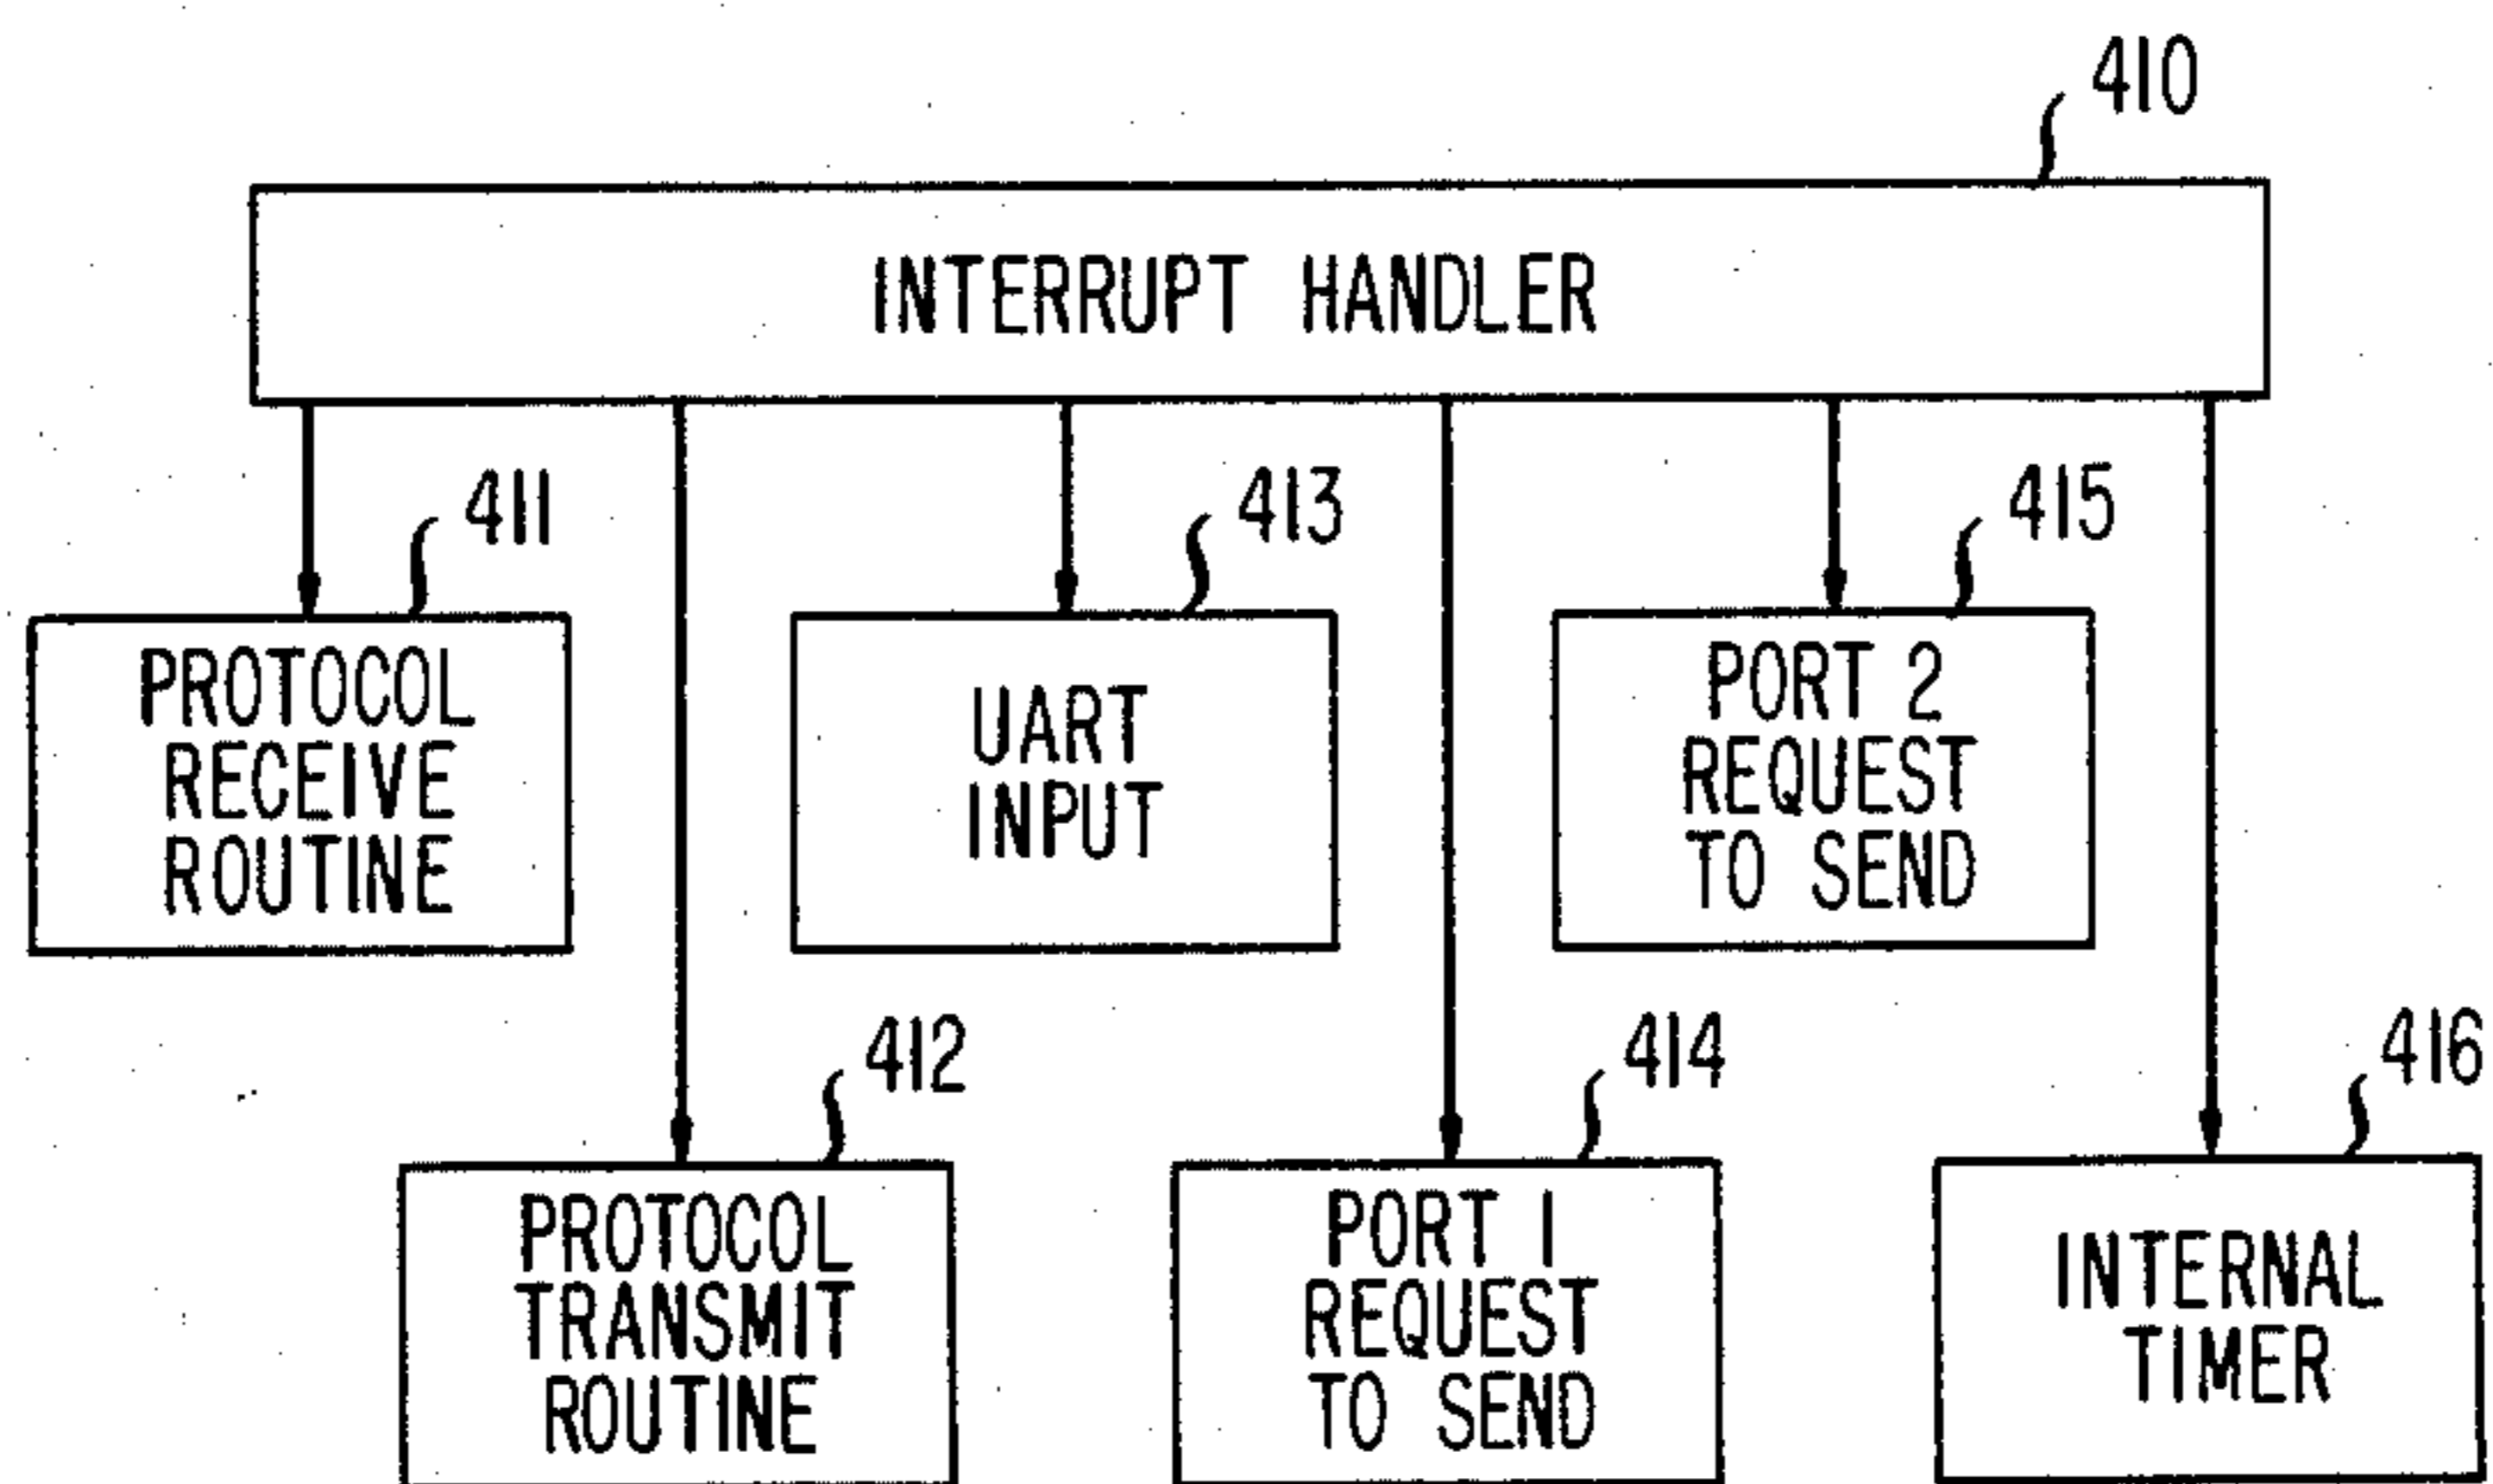 410
INTERRUPT HANDLER
411
413
415
PROTOCOL
RECEIVE
ROUTINE
UART
INPUT
PORT 2
REQUEST
TO SEND
412
414
416
PROTOCOL
TRANSMIT
ROUTINE
PORT 1
REQUEST
TO SEND
INTERNAL
TIMER